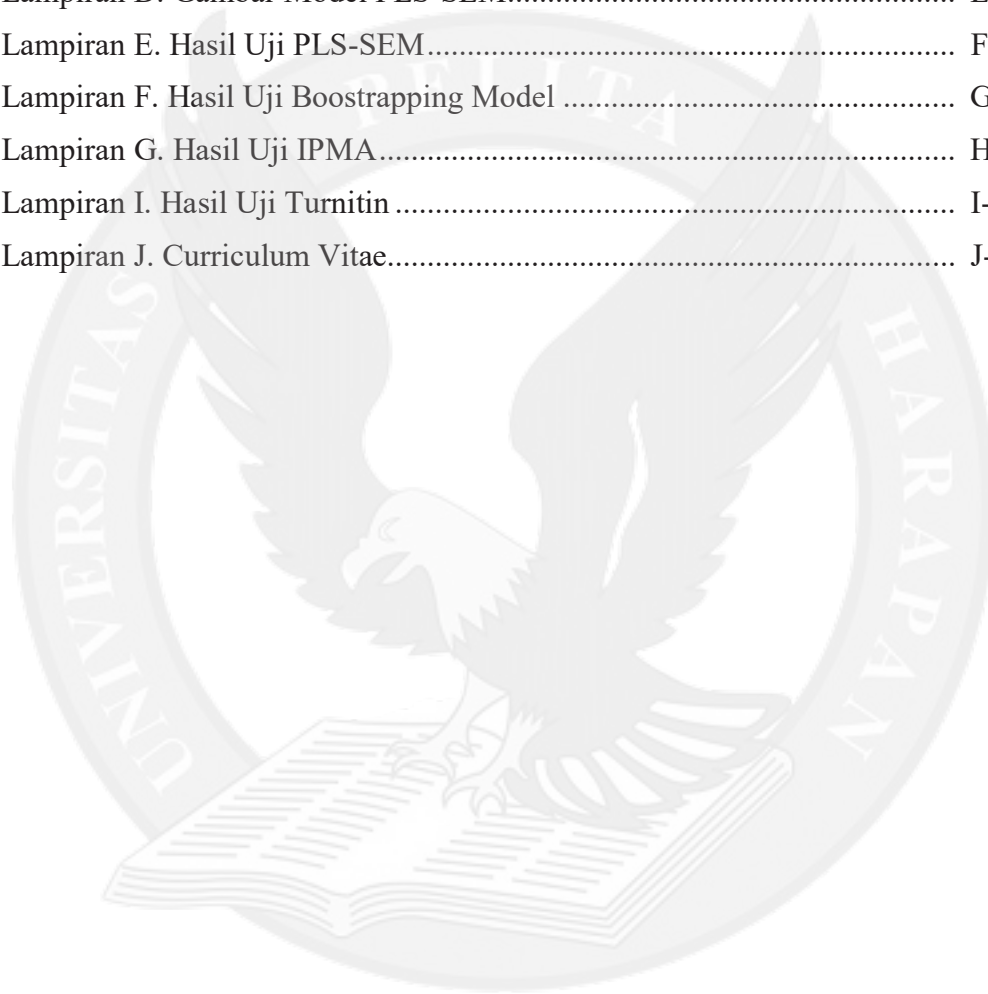 Lampiran D. Gambar Model PLS-SEM....................................................................
Lampiran E. Hasil Uji PLS-SEM.................................................................... F
Lampiran F. Hasil Uji Boostrapping Model .................................................. G
Lampiran G. Hasil Uji IPMA.......................................................................... H
Lampiran I. Hasil Uji Turnitin ........................................................................ I-
Lampiran J. Curriculum Vitae......................................................................... J-
UNIVERSITAS PELITA HARAPAN